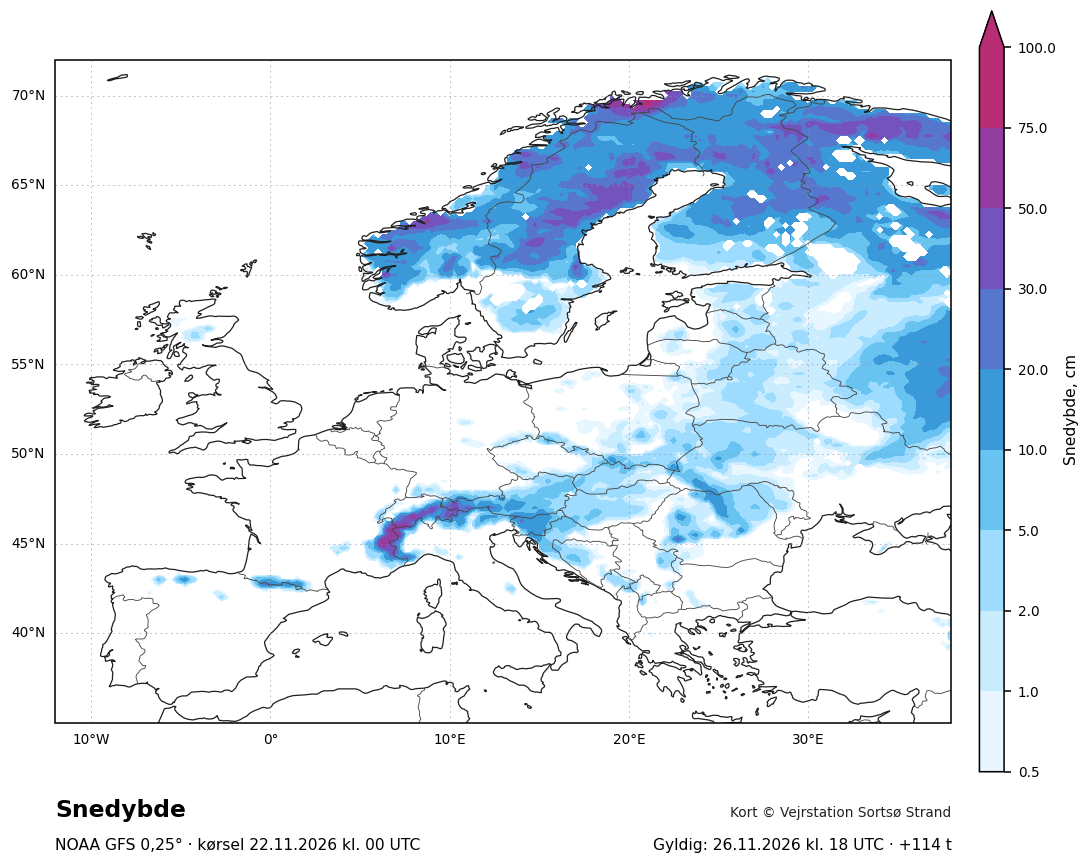 70°N
65°N
60°N
55°N
50°N
45°N
40°N
10°W
0°
10°E
20°E
30°E
100.0
75.0
50.0
30.0
20.0
10.0
5.0
2.0
1.0
0.5
Snedybde, cm
Snedybde
Kort © Vejrstation Sortsø Strand
NOAA GFS 0,25° · kørsel 22.11.2026 kl. 00 UTC
Gyldig: 26.11.2026 kl. 18 UTC · +114 t